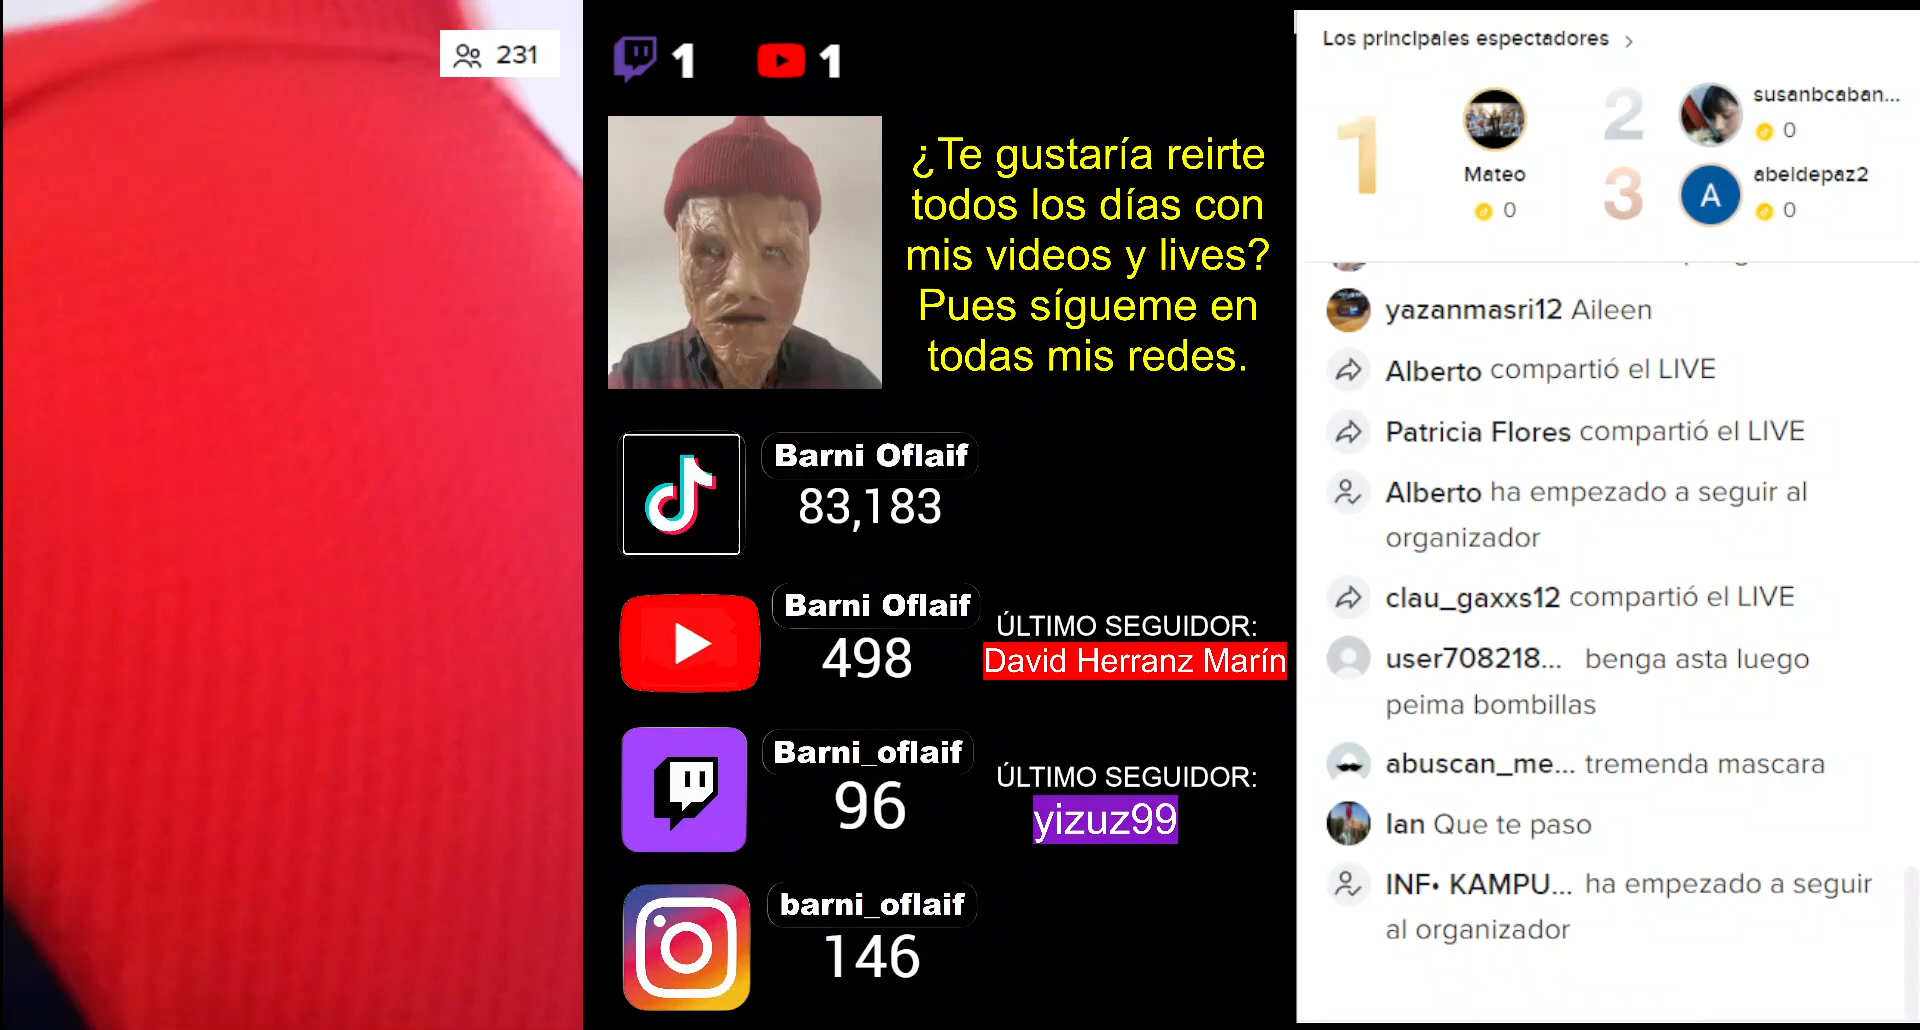 231
1
1
¿Te gustaría reirte
todos los días con
mis videos y lives?
Pues sígueme en
todas mis redes.
Barni Oflaif
83,183
Barni Oflaif
498
ÚLTIMO SEGUIDOR:
David Herranz Marín
Barni_oflaif
96
ÚLTIMO SEGUIDOR:
yizuz99
barni_oflaif
146
Los principales espectadores
1
Mateo
0
2
susanbcaban...
0
3
A
abeldepaz2
0
yazanmasri12 Aileen
Alberto compartió el LIVE
Patricia Flores compartió el LIVE
Alberto ha empezado a seguir al
organizador
clau_gaxxs12 compartió el LIVE
user708218... benga asta luego
peima bombillas
abuscan_me... tremenda mascara
Ian Que te paso
INF• KAMPU... ha empezado a seguir
al organizador